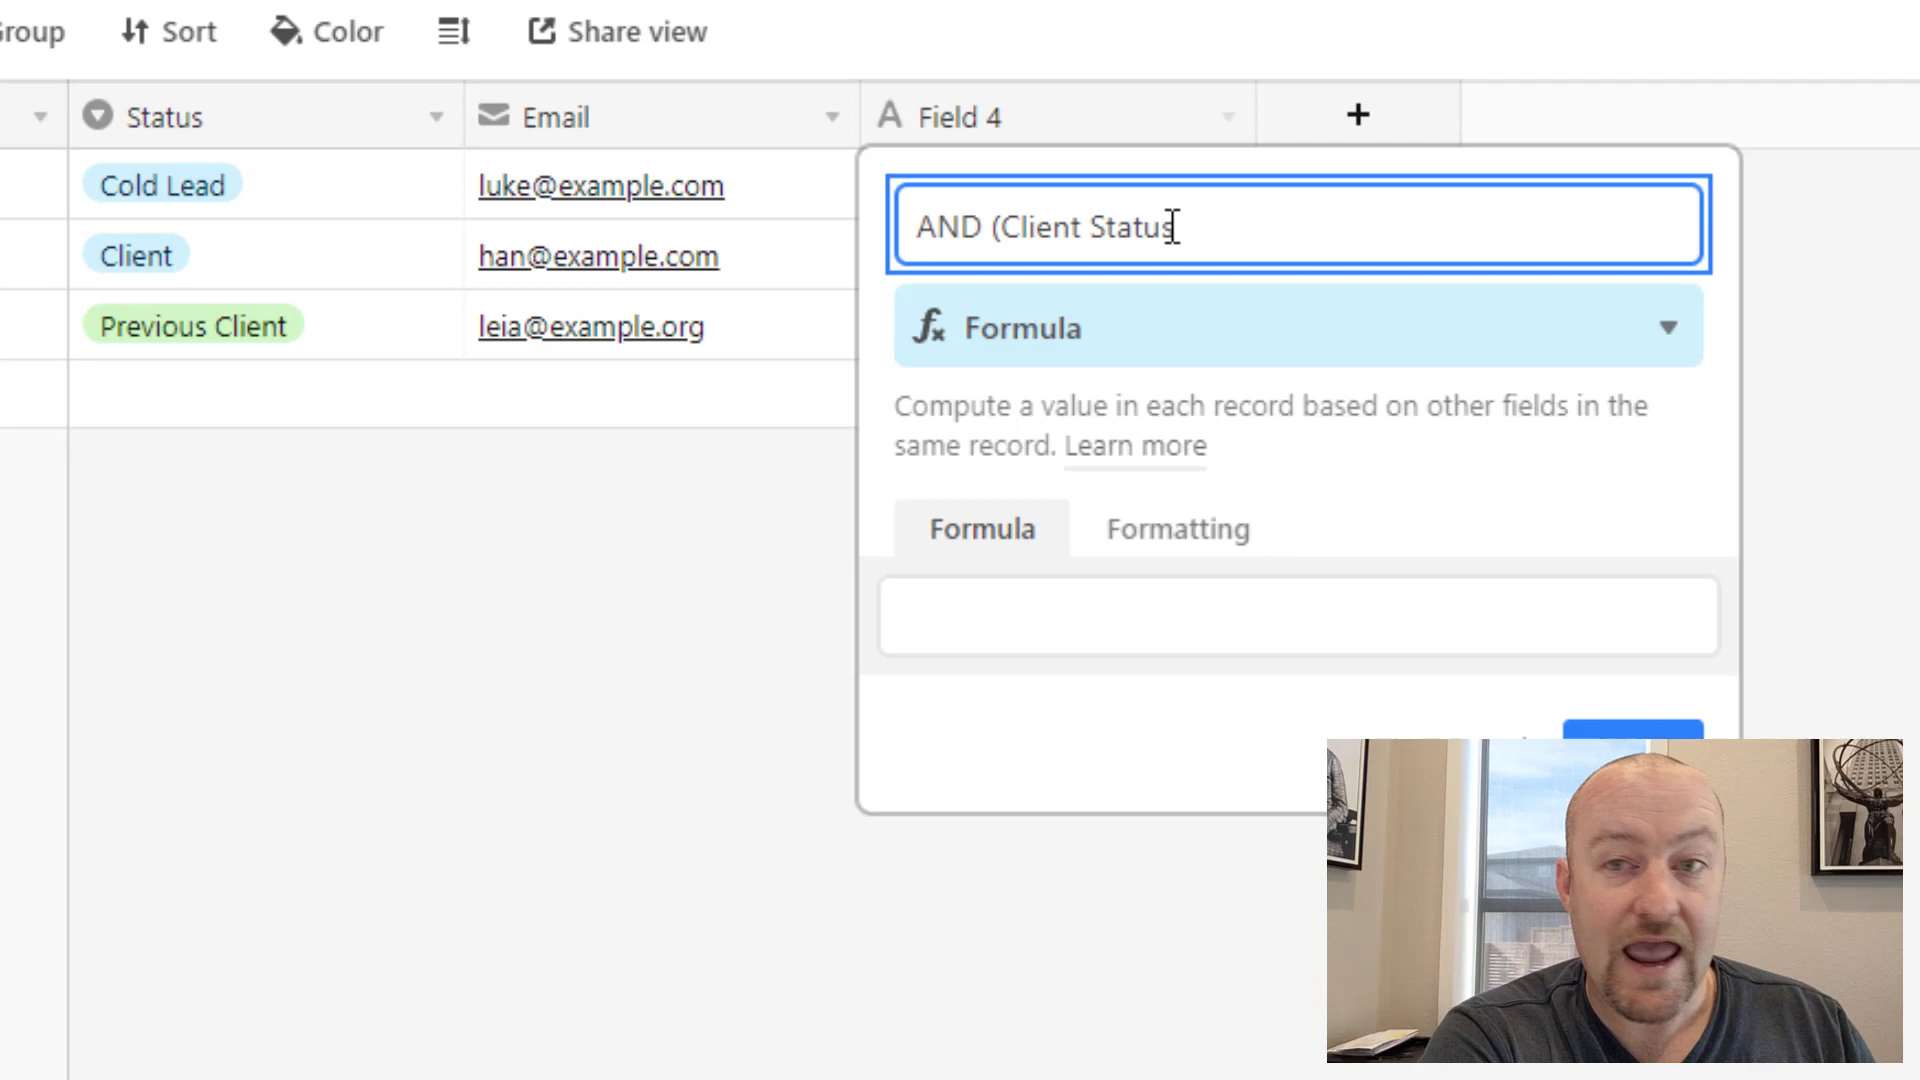 Group Sort Color Share view
Status Email A Field 4 +
Cold Lead luke@example.com
AND (Client Status
Client han@example.com
Previous Client leia@example.org
fx Formula
Compute a value in each record based on other fields in the
same record. Learn more
Formula Formatting